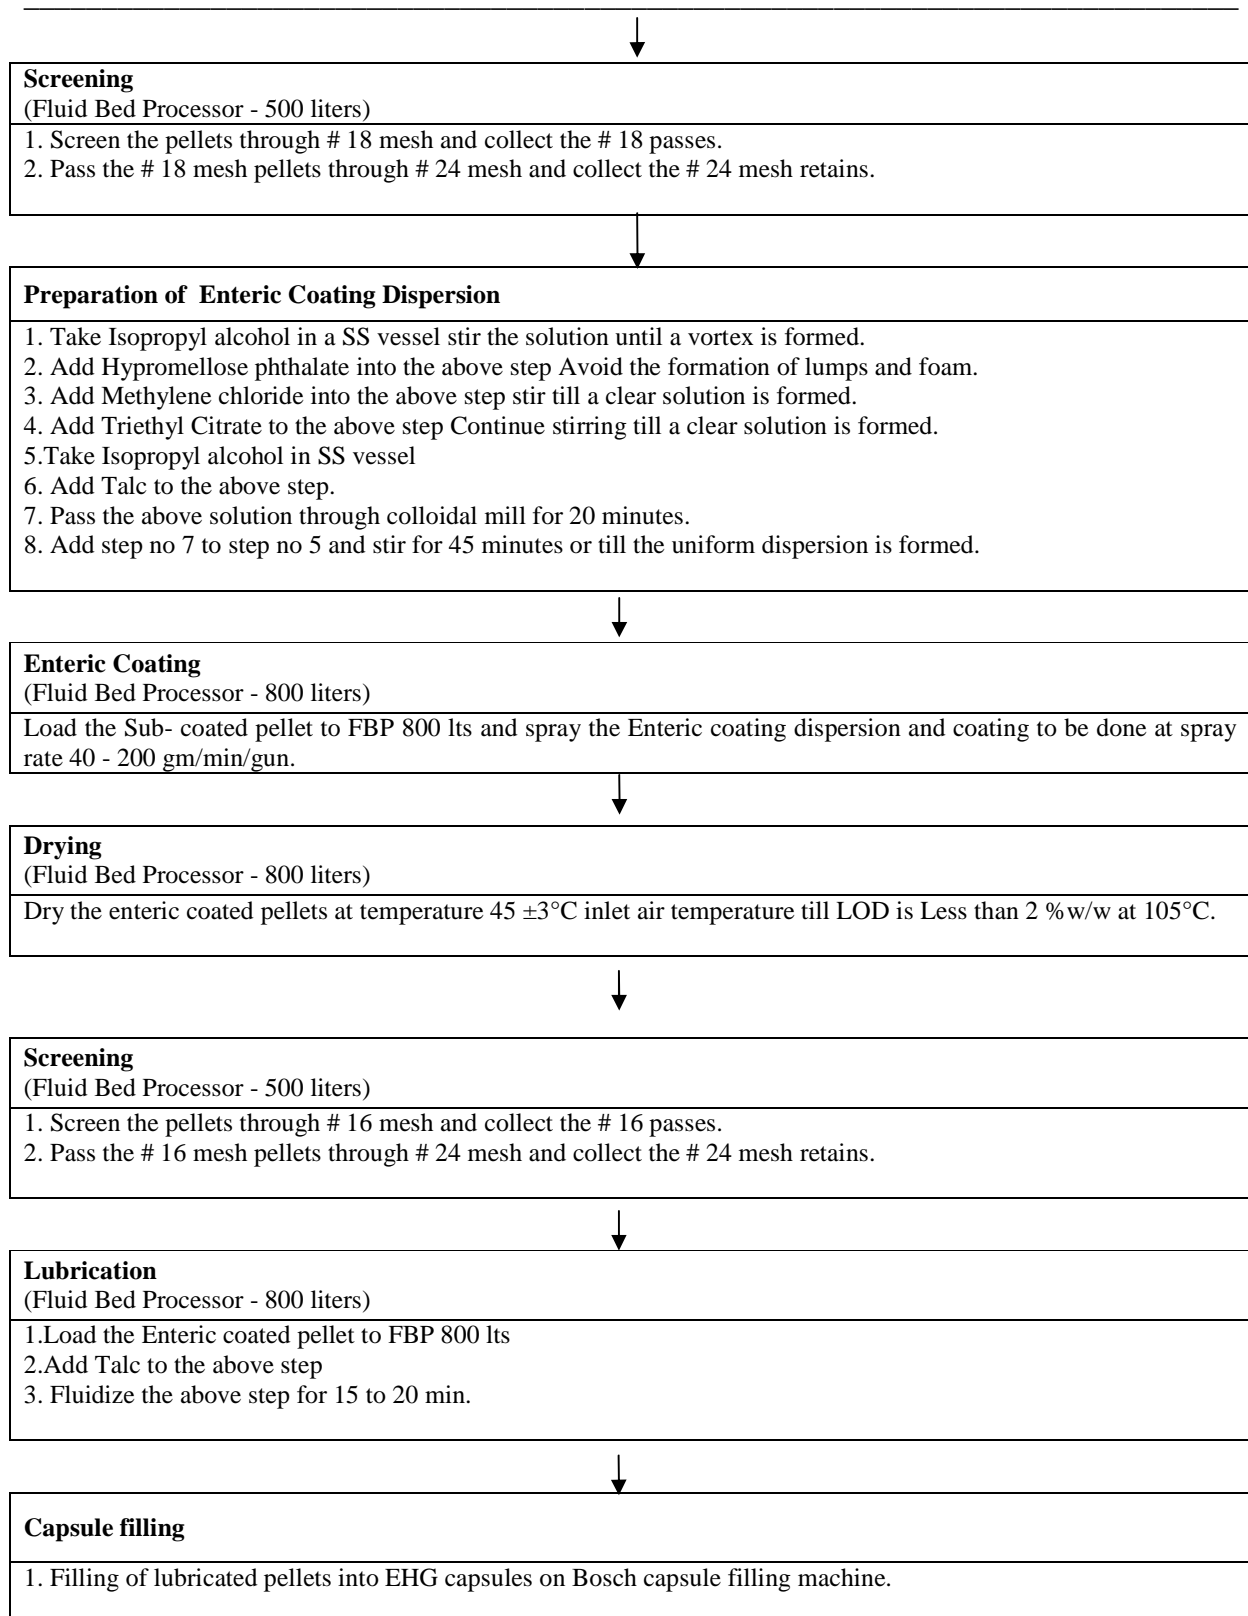 Screening
(Fluid Bed Processor - 500 liters)
1. Screen the pellets through # 18 mesh and collect the # 18 passes.
2. Pass the # 18 mesh pellets through # 24 mesh and collect the # 24 mesh retains.
Preparation of Enteric Coating Dispersion
1. Take Isopropyl alcohol in a SS vessel stir the solution until a vortex is formed.
2. Add Hypromellose phthalate into the above step Avoid the formation of lumps and foam.
3. Add Methylene chloride into the above step stir till a clear solution is formed.
4. Add Triethyl Citrate to the above step Continue stirring till a clear solution is formed.
5.Take Isopropyl alcohol in SS vessel
6. Add Talc to the above step.
7. Pass the above solution through colloidal mill for 20 minutes.
8. Add step no 7 to step no 5 and stir for 45 minutes or till the uniform dispersion is formed.
Enteric Coating
(Fluid Bed Processor - 800 liters)
Load the Sub- coated pellet to FBP 800 lts and spray the Enteric coating dispersion and coating to be done at spray
rate 40 - 200 gm/min/gun.
Drying
(Fluid Bed Processor - 800 liters)
Dry the enteric coated pellets at temperature 45 ±3°C inlet air temperature till LOD is Less than 2 %w/w at 105°C.
Screening
(Fluid Bed Processor - 500 liters)
1. Screen the pellets through # 16 mesh and collect the # 16 passes.
2. Pass the # 16 mesh pellets through # 24 mesh and collect the # 24 mesh retains.
Lubrication
(Fluid Bed Processor - 800 liters)
1.Load the Enteric coated pellet to FBP 800 lts
2.Add Talc to the above step
3. Fluidize the above step for 15 to 20 min.
Capsule filling
1. Filling of lubricated pellets into EHG capsules on Bosch capsule filling machine.